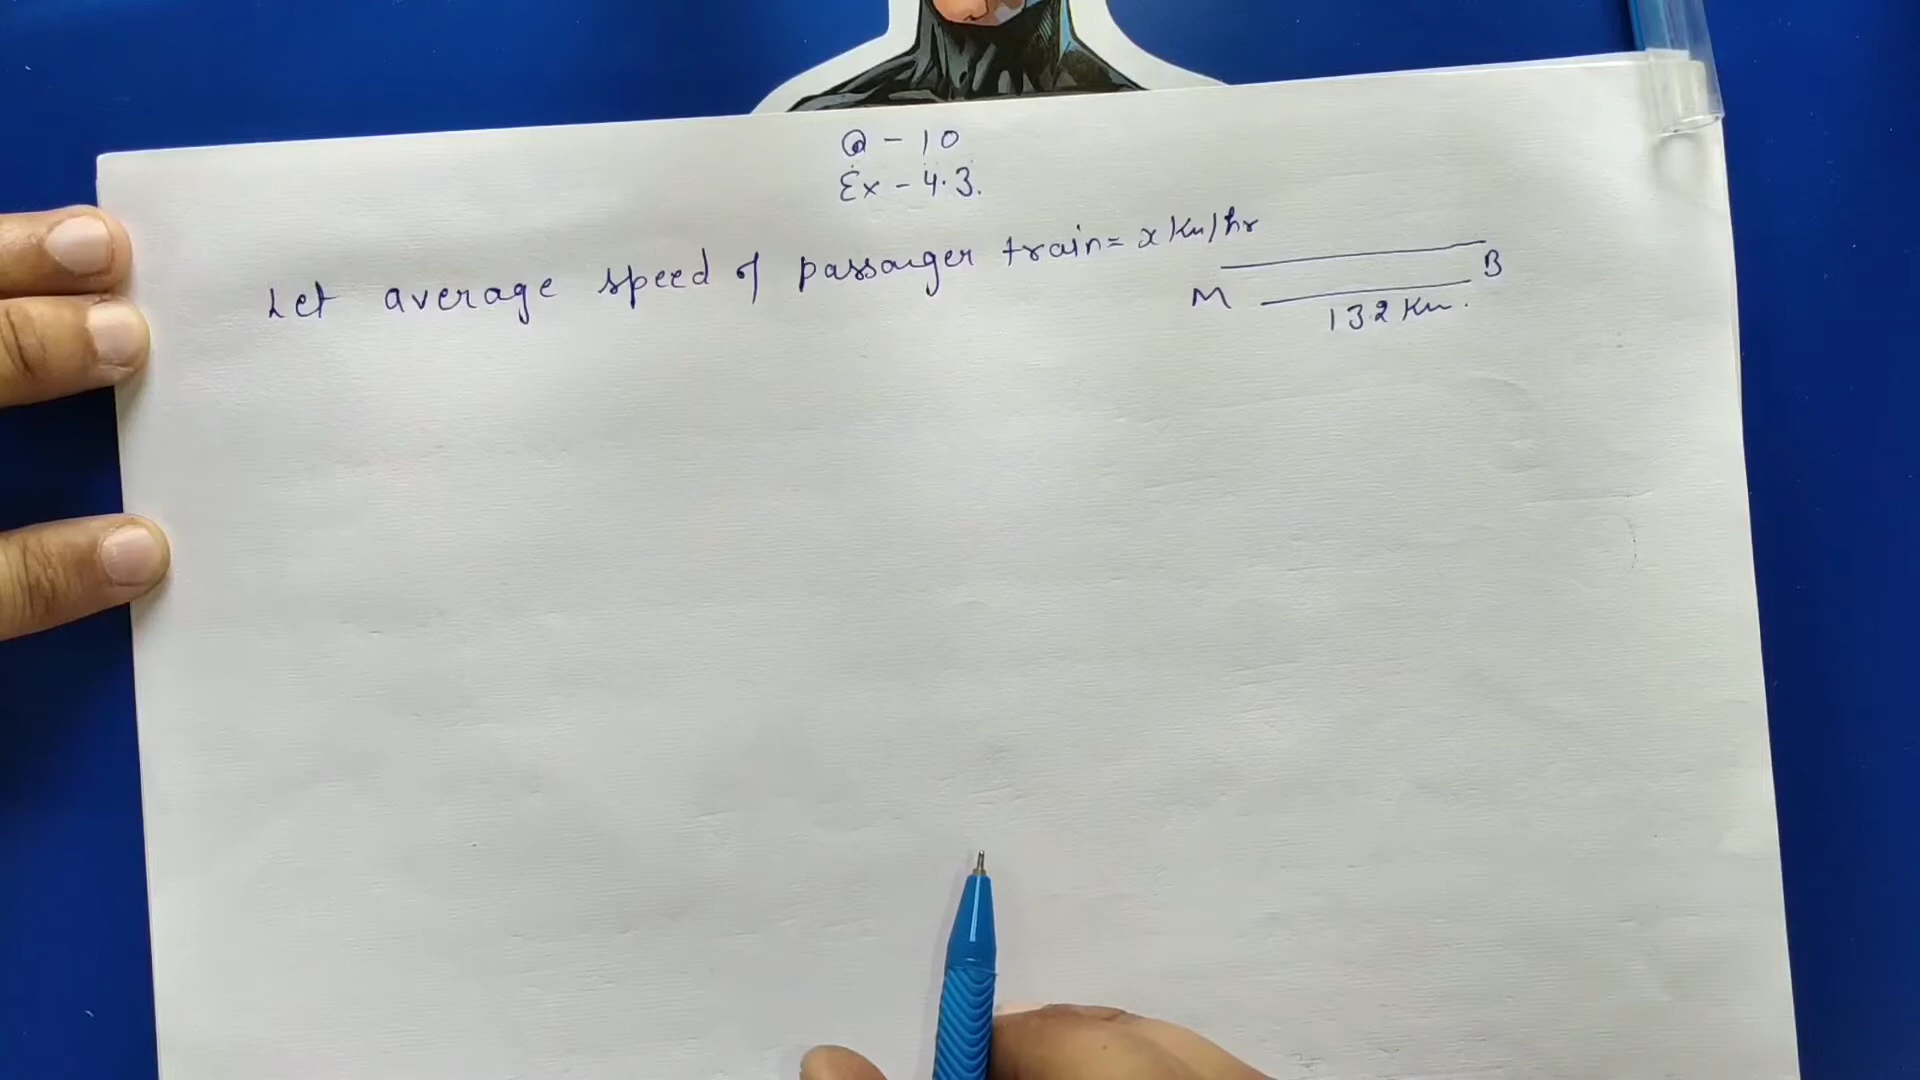 Q - 10
Ex - 4.3.
Let average speed of passanger train = x Km/hr
M B
132 Km.